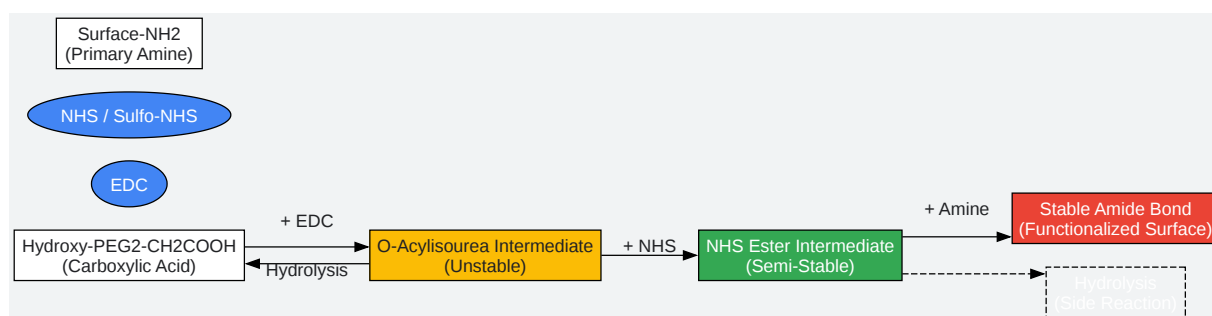 Surface-NH2
(Primary Amine)
NHS / Sulfo-NHS
EDC
Hydroxy-PEG2-CH2COOH
(Carboxylic Acid)
+ EDC
Hydrolysis
O-Acylisourea Intermediate
(Unstable)
+ NHS
NHS Ester Intermediate
(Semi-Stable)
+ Amine
Stable Amide Bond
(Functionalized Surface)
Hydrolysis
(Side Reaction)